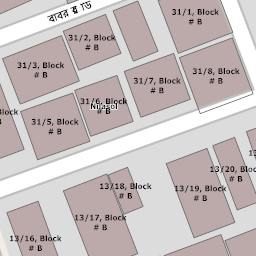 বাবর রোড
31/1, Block
# B
31/2, Block
# B
31/3, Block
# B
31/8, Block
# B
31/7, Block
# B
31/6, Block
# B
31/5, Block
# B
13/20, Block
# B
13/18, Block
# B
13/19, Block
# B
13/17, Block
# B
13/16, Block
# B